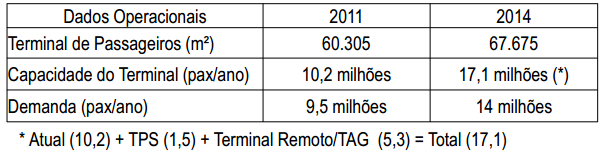 Dados Operacionais 2011 2014
Terminal de Passageiros (m²) 60.305 67.675
Capacidade do Terminal (pax/ano) 10,2 milhões 17,1 milhões (*)
Demanda (pax/ano) 9,5 milhões 14 milhões
* Atual (10,2) + TPS (1,5) + Terminal Remoto/TAG (5,3) = Total (17,1)